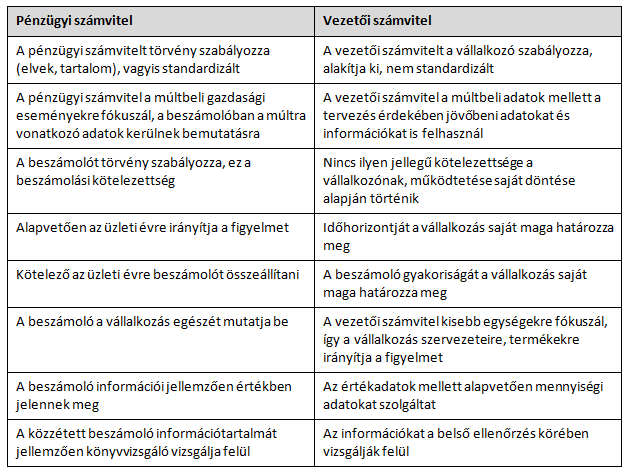 Pénzügyi számvitel
Vezetői számvitel
A pénzügyi számvitelt törvény szabályozza
(elvek, tartalom), vagyis standardizált
A vezetői számvitelt a vállalkozó szabályozza,
alakítja ki, nem standardizált
A pénzügyi számvitel a múltbeli gazdasági
eseményekre fókuszál, a beszámolóban a múltra
vonatkozó adatok kerülnek bemutatásra
A vezetői számvitel a múltbeli adatok mellett a
tervezés érdekében jövőbeni adatokat és
információkat is felhasznál
A beszámolót törvény szabályozza, ez a
beszámolási kötelezettség
Nincs ilyen jellegű kötelezettsége a
vállalkozónak, működtetése saját döntése
alapján történik
Alapvetően az üzleti évre irányítja a figyelmet
Időhorizontját a vállalkozás saját maga határozza
meg
Kötelező az üzleti évre beszámolót összeállítani
A beszámoló gyakoriságát a vállalkozás saját
maga határozza meg
A beszámoló a vállalkozás egészét mutatja be
A vezetői számvitel kisebb egységekre fókuszál,
így a vállalkozás szervezeteire, termékekre
irányítja a figyelmet
A beszámoló információi jellemzően értékben
jelennek meg
Az értékadatok mellett alapvetően mennyiségi
adatokat szolgáltat
A közzétett beszámoló információtartalmát
jellemzően könyvvizsgáló vizsgálja felül
Az információkat a belső ellenőrzés körében
vizsgálják felül